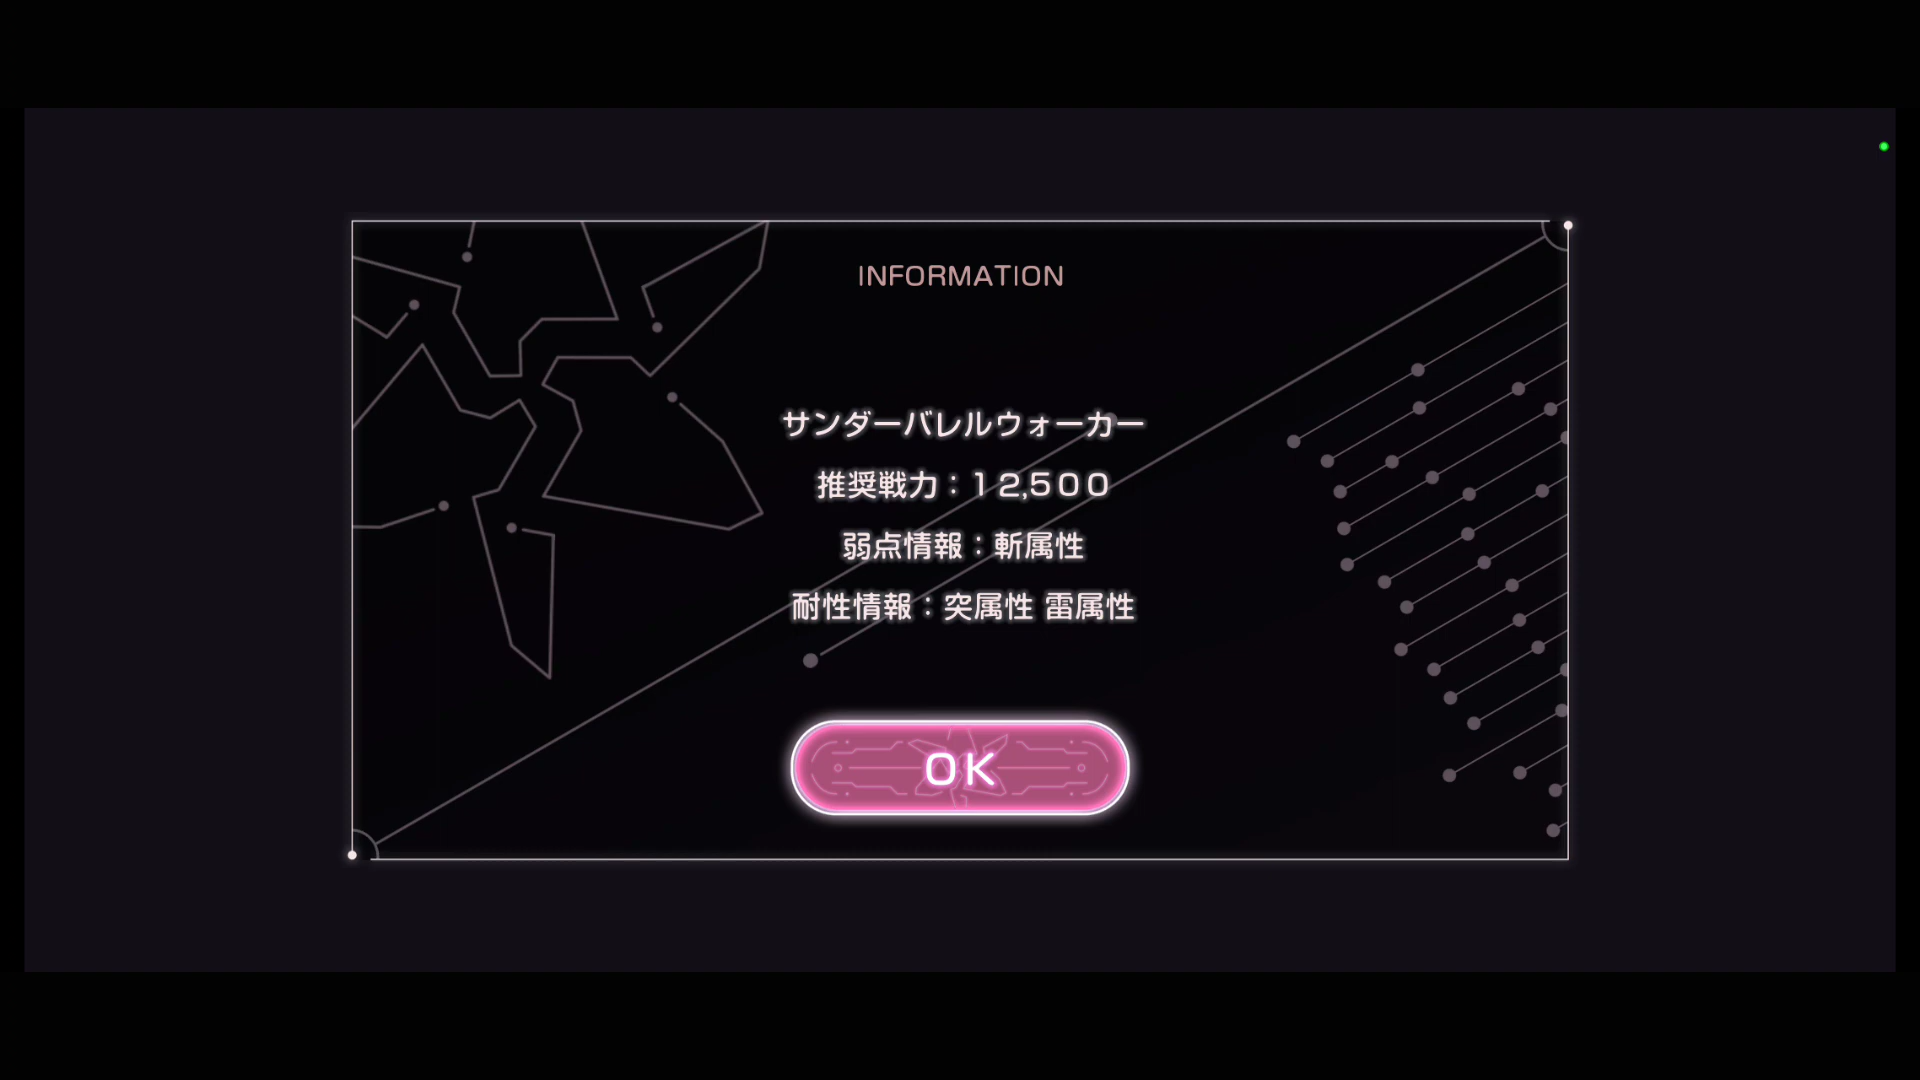 INFORMATION
サンダーバレルウォーカー
推奨戦力：１２,５００
弱点情報：斬属性
耐性情報：突属性 雷属性
OK